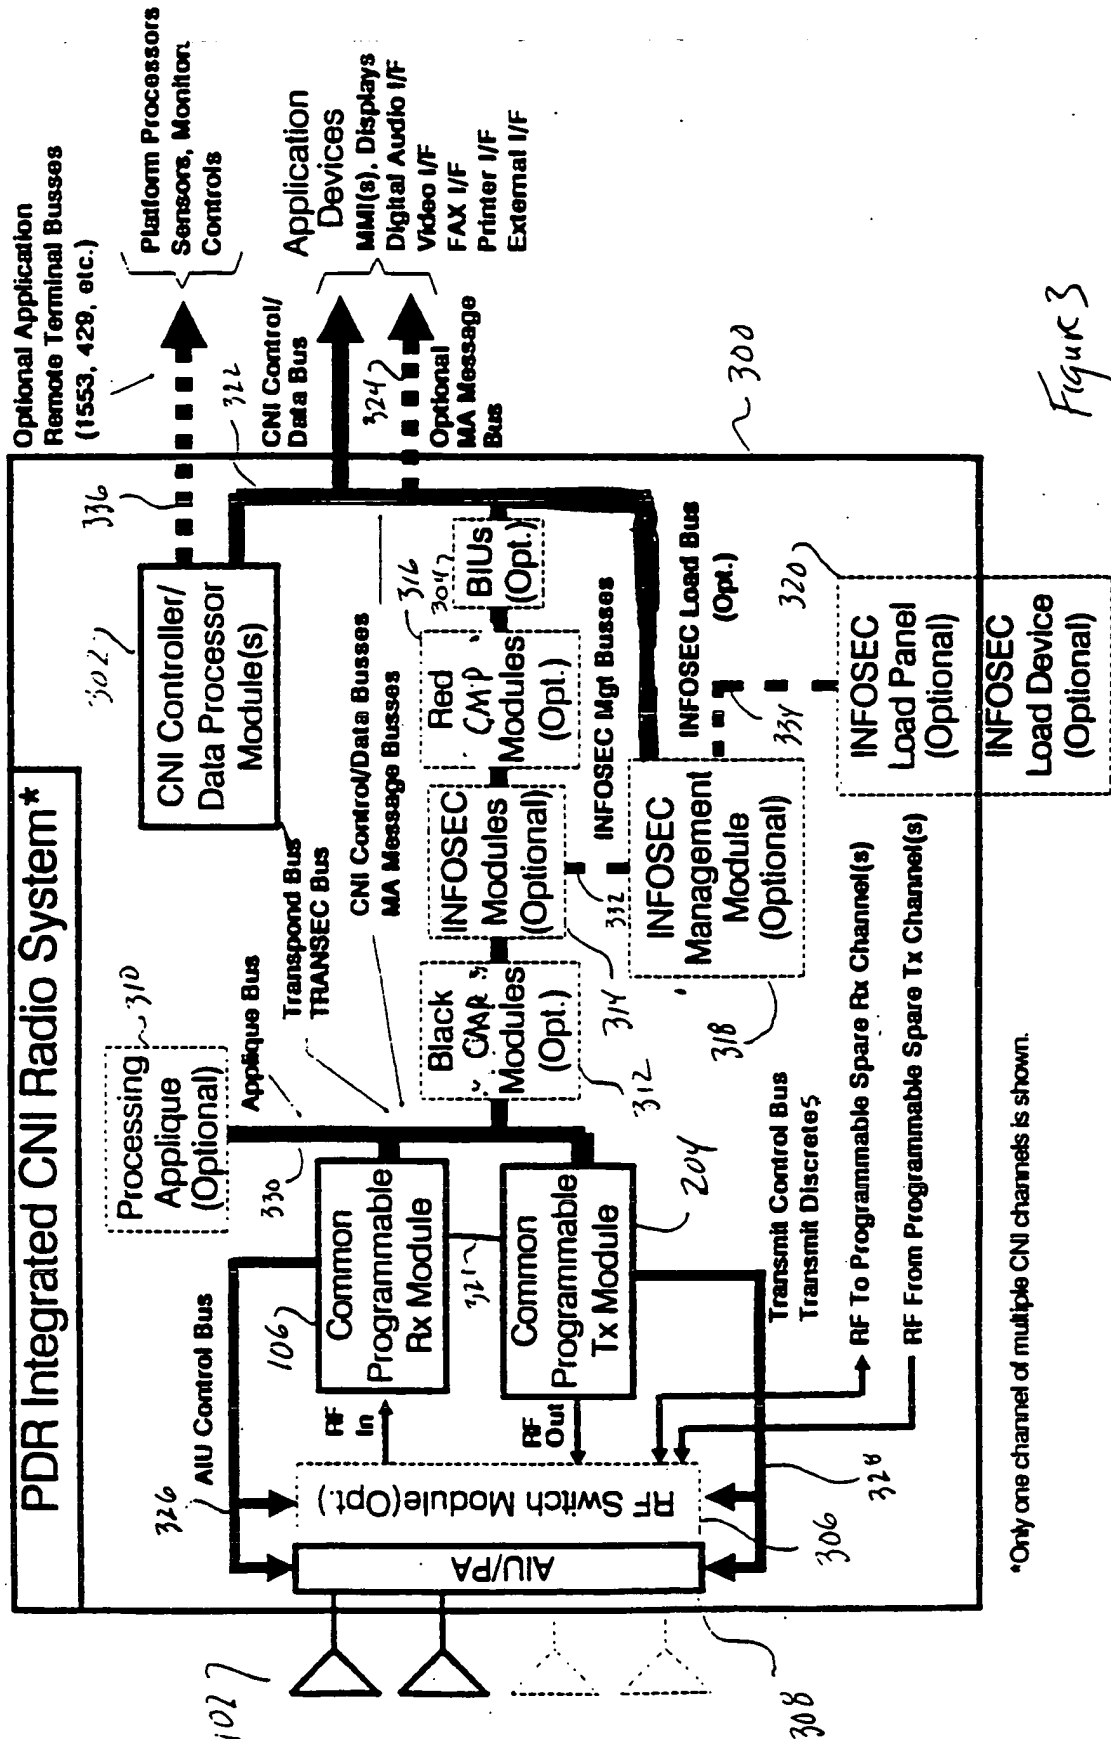 PDR Integrated CNI Radio System*
Optional Application
Remote Terminal Busses
(1553, 429, etc.)
Platform Processors
Sensors, Monitor
Controls
336
322
302
CNI Controller/
Data Processor
Module(s)
CNI Control/
Data Bus
Application
Devices
MMI(s), Displays
Digital Audio I/F
Video I/F
FAX I/F
Printer I/F
External I/F
324
Optional
MA Message
Bus
300
310
Processing
Applique
(Optional)
Applique Bus
330
Transpond Bus
TRANSEC Bus
CNI Control/Data Busses
MA Message Busses
326
AIU Control Bus
106
Common
Programmable
Rx Module
RF
In
321
Common
Programmable
Tx Module
204
RF
Out
Black
CMP
Modules
(Opt.)
312
INFOSEC
Modules
(Optional)
314
Red
CMP
Modules
(Opt.)
316
304
BIUs
(Opt.)
INFOSEC Mgt Busses
332
INFOSEC
Management
Module
(Optional)
318
INFOSEC Load Bus
(Opt.)
334
320
INFOSEC
Load Panel
(Optional)
INFOSEC
Load Device
(Optional)
102
AIU/PA
RF Switch Module(Opt.)
308
306
328
Transmit Control Bus
Transmit Discretes
RF To Programmable Spare Rx Channel(s)
RF From Programmable Spare Tx Channel(s)
*Only one channel of multiple CNI channels is shown.
Figure 3